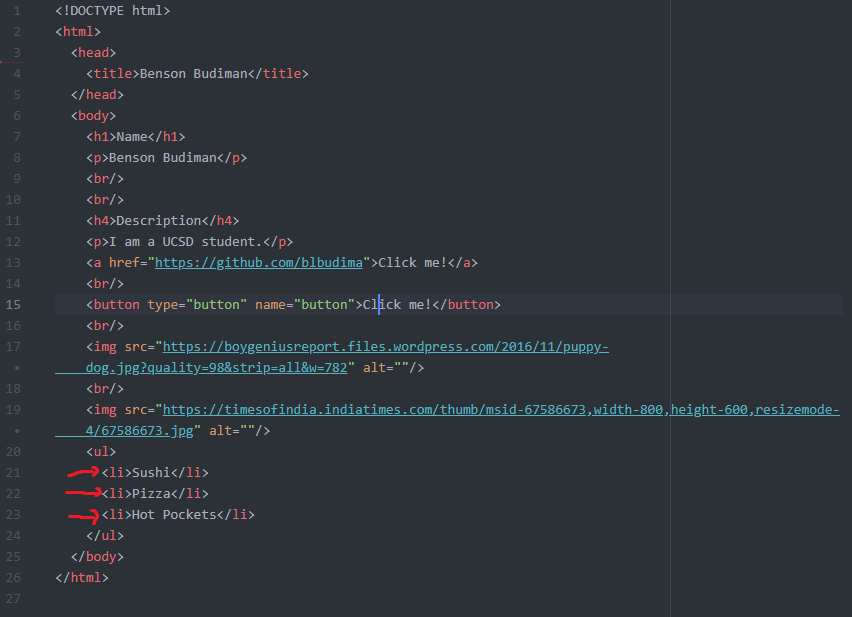 1 <!DOCTYPE html>
2 <html>
3   <head>
4     <title>Benson Budiman</title>
5   </head>
6   <body>
7     <h1>Name</h1>
8     <p>Benson Budiman</p>
9     <br/>
10     <br/>
11     <h4>Description</h4>
12     <p>I am a UCSD student.</p>
13     <a href="https://github.com/blbudima">Click me!</a>
14     <br/>
15     <button type="button" name="button">Click me!</button>
16     <br/>
17     <img src="https://boygeniusreport.files.wordpress.com/2016/11/puppy-
•     dog.jpg?quality=98&strip=all&w=782" alt=""/>
18     <br/>
19     <img src="https://timesofindia.indiatimes.com/thumb/msid-67586673,width-800,height-600,resizemode-
•     4/67586673.jpg" alt=""/>
20     <ul>
21       <li>Sushi</li>
22       <li>Pizza</li>
23       <li>Hot Pockets</li>
24     </ul>
25   </body>
26 </html>
27